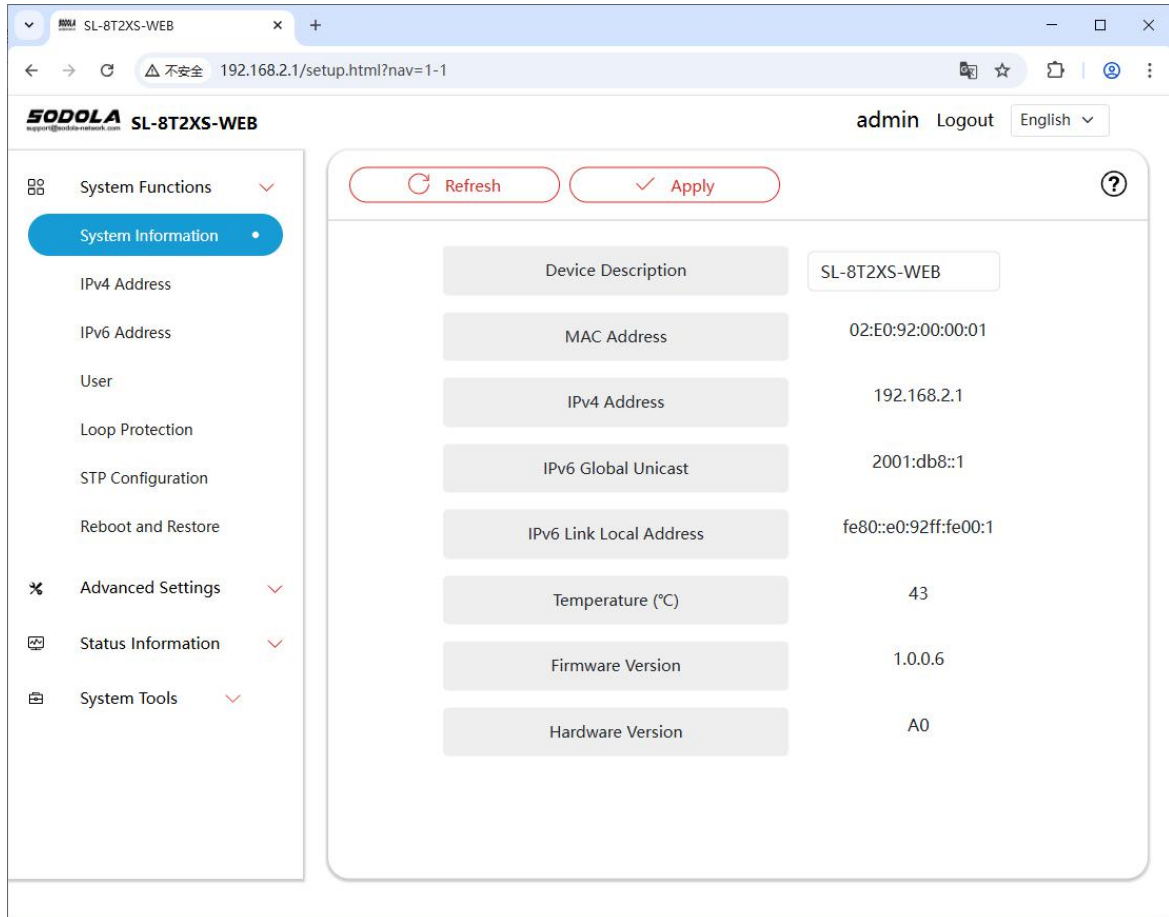 SL-8T2XS-WEB
不安全 192.168.2.1/setup.html?nav=1-1
SODOLA SL-8T2XS-WEB admin Logout English
support@sodola-network.com
System Functions
System Information
IPv4 Address
IPv6 Address
User
Loop Protection
STP Configuration
Reboot and Restore
Advanced Settings
Status Information
System Tools
Refresh Apply
Device Description SL-8T2XS-WEB
MAC Address 02:E0:92:00:00:01
IPv4 Address 192.168.2.1
IPv6 Global Unicast 2001:db8::1
IPv6 Link Local Address fe80::e0:92ff:fe00:1
Temperature (℃) 43
Firmware Version 1.0.0.6
Hardware Version A0